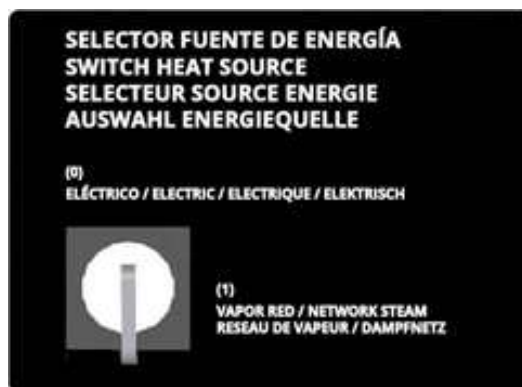 SELECTOR FUENTE DE ENERGÍA
SWITCH HEAT SOURCE
SELECTEUR SOURCE ENERGIE
AUSWAHL ENERGIEQUELLE
(0)
ELÉCTRICO / ELECTRIC / ELECTRIQUE / ELEKTRISCH
(1)
VAPOR RED / NETWORK STEAM
RESEAU DE VAPEUR / DAMPFNETZ